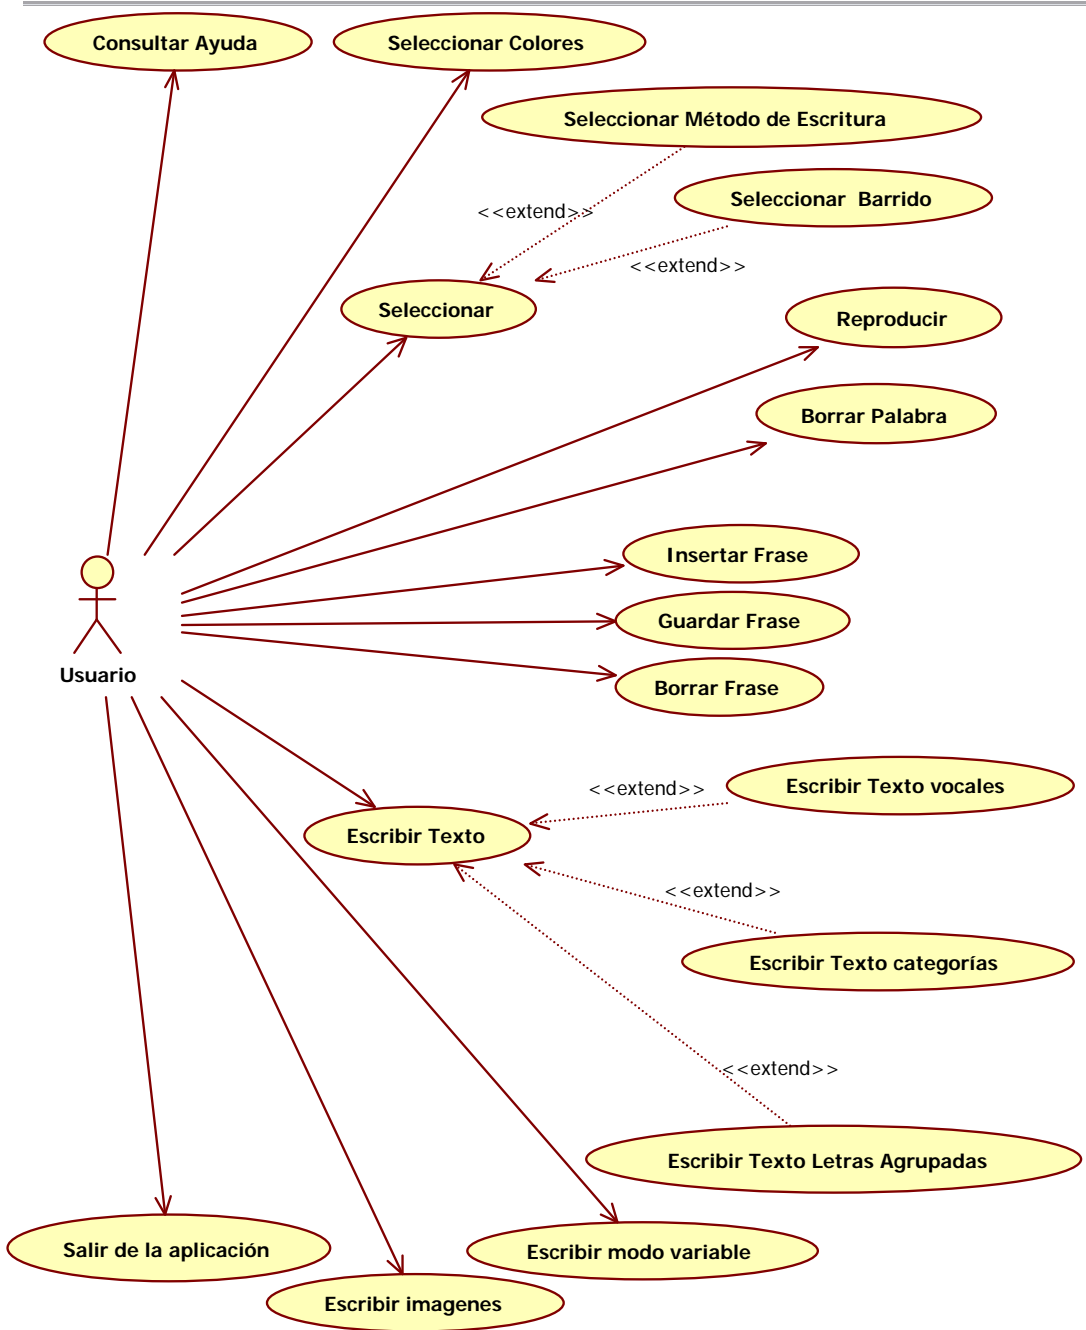 Consultar Ayuda
Seleccionar Colores
Seleccionar Método de Escritura
Seleccionar Barrido
<<extend>>
<<extend>>
Seleccionar
Reproducir
Borrar Palabra
Insertar Frase
Guardar Frase
Usuario
Borrar Frase
Escribir Texto vocales
<<extend>>
Escribir Texto
<<extend>>
Escribir Texto categorías
<<extend>>
Escribir Texto Letras Agrupadas
Salir de la aplicación
Escribir modo variable
Escribir imagenes